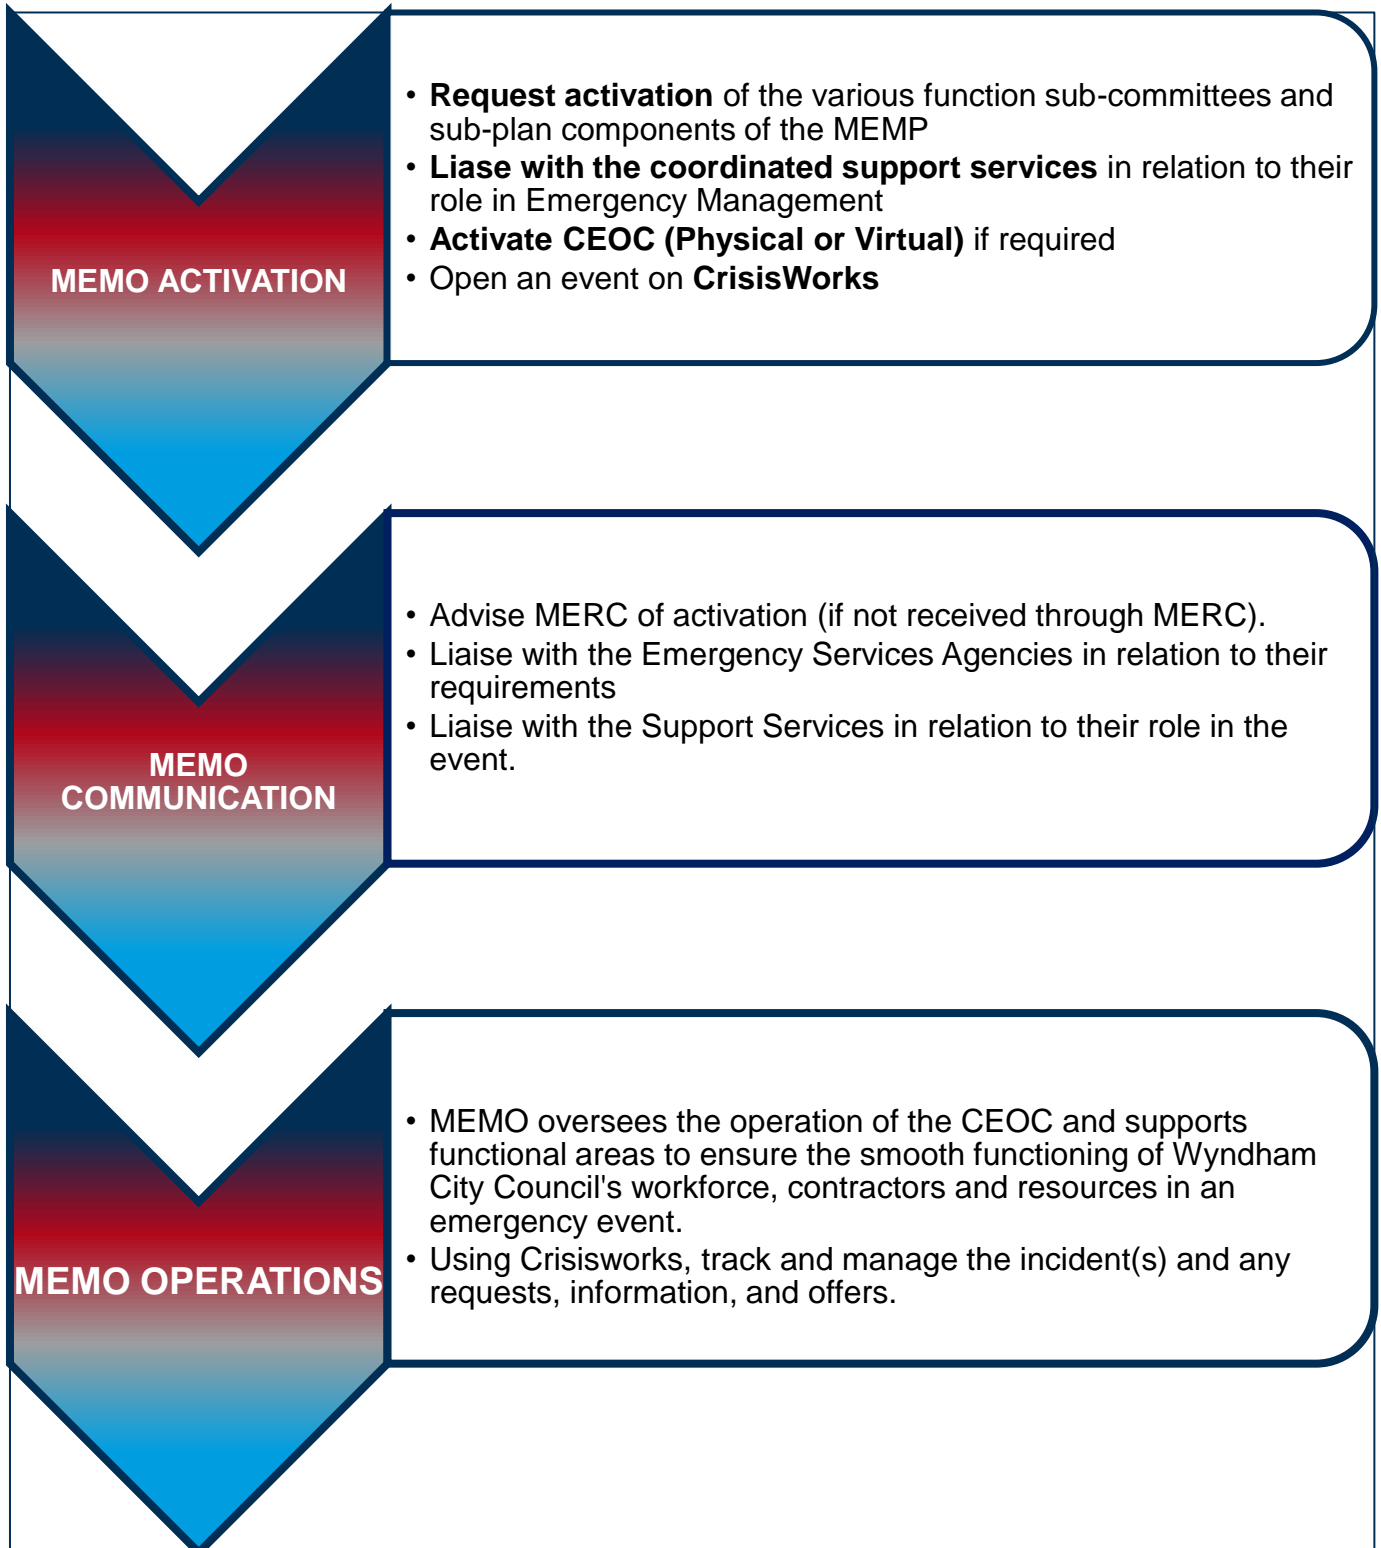 MEMO ACTIVATION
• Request activation of the various function sub-committees and
sub-plan components of the MEMP
• Liase with the coordinated support services in relation to their
role in Emergency Management
• Activate CEOC (Physical or Virtual) if required
• Open an event on CrisisWorks
MEMO
COMMUNICATION
• Advise MERC of activation (if not received through MERC).
• Liaise with the Emergency Services Agencies in relation to their
requirements
• Liaise with the Support Services in relation to their role in the
event.
MEMO OPERATIONS
• MEMO oversees the operation of the CEOC and supports
functional areas to ensure the smooth functioning of Wyndham
City Council's workforce, contractors and resources in an
emergency event.
• Using Crisisworks, track and manage the incident(s) and any
requests, information, and offers.